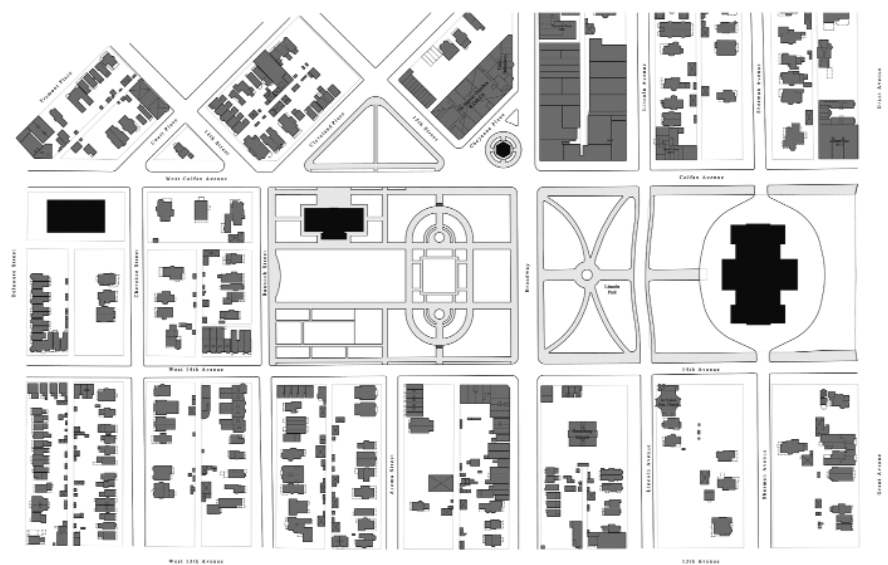 Tremont Place
Court Place
16th Street
Cleveland Place
17th Street
Cheyenne Place
Lincoln Avenue
Sherman Avenue
Grant Avenue
West Colfax Avenue
Colfax Avenue
Delaware Street
Cherokee Street
Bannock Street
Broadway
Lincoln
Park
West 14th Avenue
14th Avenue
Acoma Street
Lincoln Avenue
Sherman Avenue
Grant Avenue
West 13th Avenue
13th Avenue